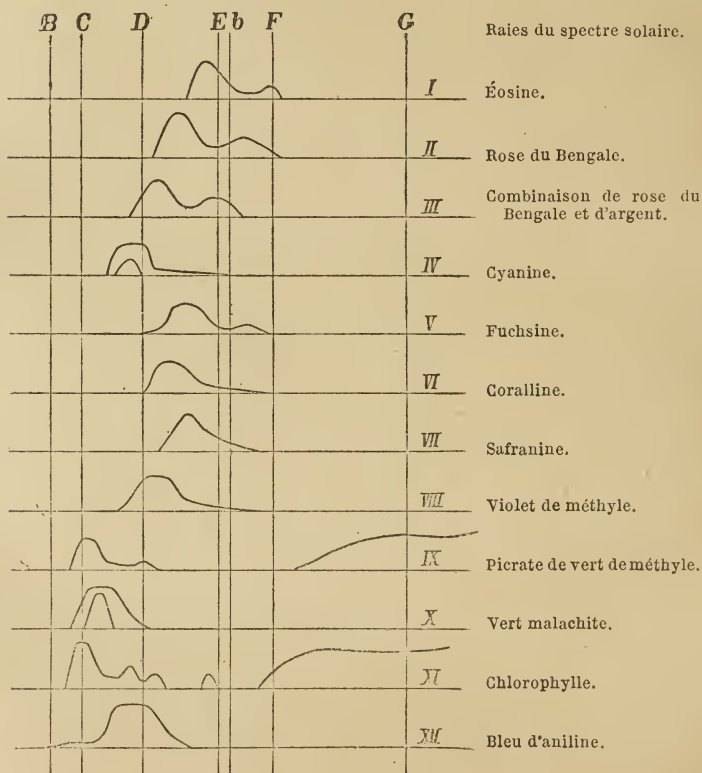 B C D E b F G Raies du spectre solaire.
I Éosine.
II Rose du Bengale.
III Combinaison de rose du
Bengale et d'argent.
IV Cyanine.
V Fuchsine.
VI Coralline.
VII Safranine.
VIII Violet de méthyle.
IX Picrate de vert de méthyle.
X Vert malachite.
XI Chlorophylle.
XII Bleu d'aniline.